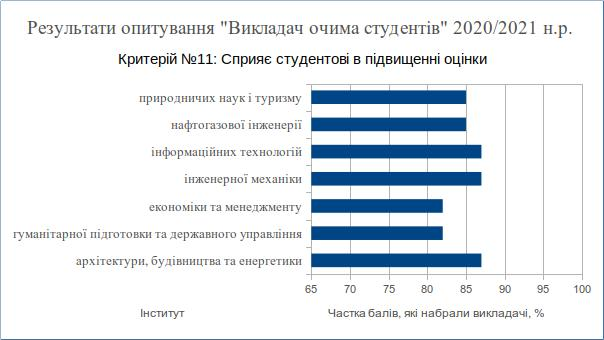 Результати опитування "Викладач очима студентів" 2020/2021 н.р.
Критерій №11: Сприяє студентові в підвищенні оцінки
природничих наук і туризму
нафтогазової інженерії
інформаційних технологій
інженерної механіки
економіки та менеджменту
гуманітарної підготовки та державного управління
архітектури, будівництва та енергетики
65 70 75 80 85 90 95 100
Інститут
Частка балів, які набрали викладачі, %